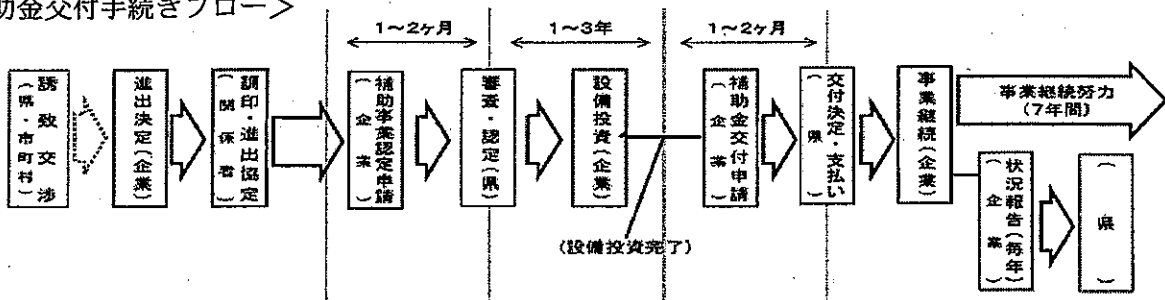 助金交付手続きフロー＞
1～2ヶ月
1～3年
1～2ヶ月
誘致交渉
（県・市町村）
進出決定（企業）
調印・進出協定
（関係者）
補助事業認定申請
（企業）
審査・認定（県）
設備投資（企業）
（設備投資完了）
補助金交付申請
（企業）
交付決定・支払い
（県）
事業継続（企業）
事業継続努力
（7年間）
状況報告（毎年）
（企業）
（県）